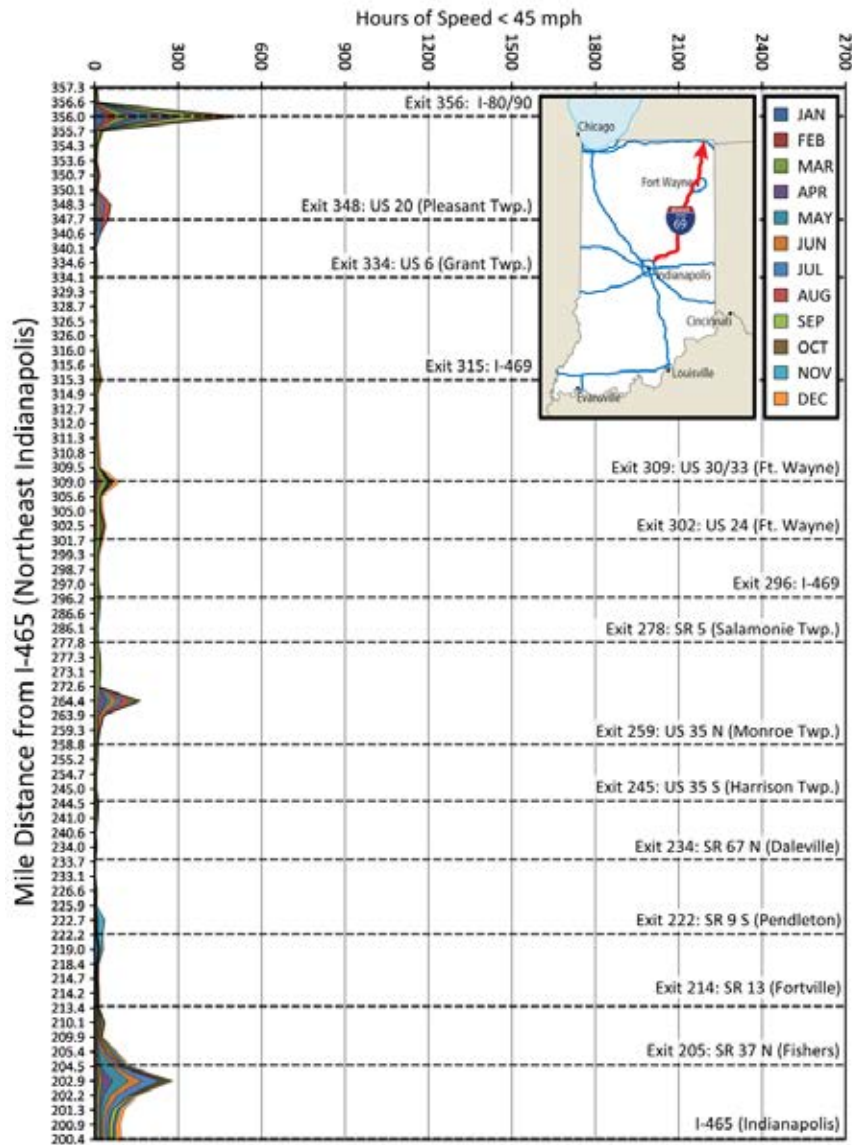 Hours of Speed < 45 mph
0 300 600 900 1200 1500 1800 2100 2400 2700
Mile Distance from I-465 (Northeast Indianapolis)
357.3
356.6
356.0
355.7
354.3
353.6
350.7
350.1
348.3
347.7
340.6
340.1
334.6
334.1
329.3
328.7
326.5
326.0
316.0
315.6
315.3
314.9
312.7
312.0
311.3
310.8
309.5
309.0
305.6
305.0
302.5
301.7
299.3
298.7
297.0
296.2
286.6
286.1
277.8
277.3
273.1
272.6
264.4
263.9
259.3
258.8
255.2
254.7
245.0
244.5
241.0
240.6
234.0
233.7
233.1
226.6
225.9
222.7
222.2
219.0
218.4
214.7
214.2
213.4
210.1
209.9
205.4
204.5
202.9
202.2
201.3
200.9
200.4
Exit 356: I-80/90
Exit 348: US 20 (Pleasant Twp.)
Exit 334: US 6 (Grant Twp.)
Exit 315: I-469
Exit 309: US 30/33 (Ft. Wayne)
Exit 302: US 24 (Ft. Wayne)
Exit 296: I-469
Exit 278: SR 5 (Salamonie Twp.)
Exit 259: US 35 N (Monroe Twp.)
Exit 245: US 35 S (Harrison Twp.)
Exit 234: SR 67 N (Daleville)
Exit 222: SR 9 S (Pendleton)
Exit 214: SR 13 (Fortville)
Exit 205: SR 37 N (Fishers)
I-465 (Indianapolis)
Chicago
Fort Wayne
69
Indianapolis
Cincinnati
Louisville
Evansville
JAN
FEB
MAR
APR
MAY
JUN
JUL
AUG
SEP
OCT
NOV
DEC